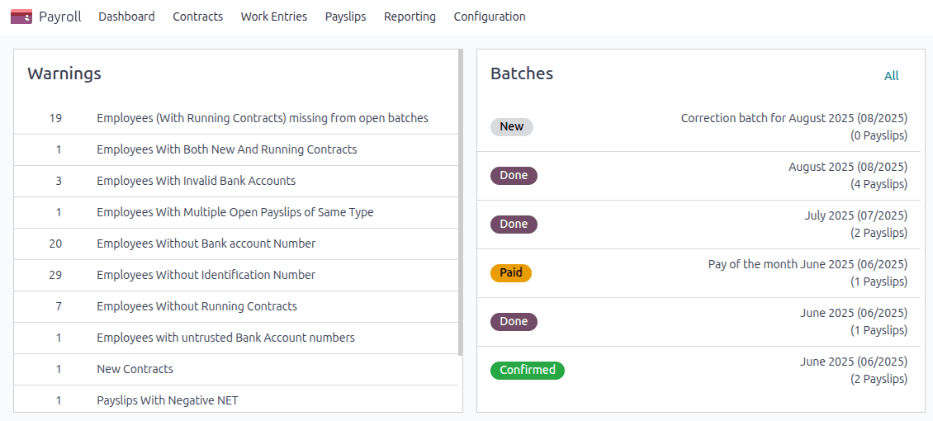 Payroll Dashboard Contracts Work Entries Payslips Reporting Configuration
Warnings
19 Employees (With Running Contracts) missing from open batches
1 Employees With Both New And Running Contracts
3 Employees With Invalid Bank Accounts
1 Employees With Multiple Open Payslips of Same Type
20 Employees Without Bank account Number
29 Employees Without Identification Number
7 Employees Without Running Contracts
1 Employees with untrusted Bank Account numbers
1 New Contracts
1 Payslips With Negative NET
Batches All
New Correction batch for August 2025 (08/2025)
(0 Payslips)
Done August 2025 (08/2025)
(4 Payslips)
Done July 2025 (07/2025)
(2 Payslips)
Paid Pay of the month June 2025 (06/2025)
(1 Payslips)
Done June 2025 (06/2025)
(1 Payslips)
Confirmed June 2025 (06/2025)
(2 Payslips)